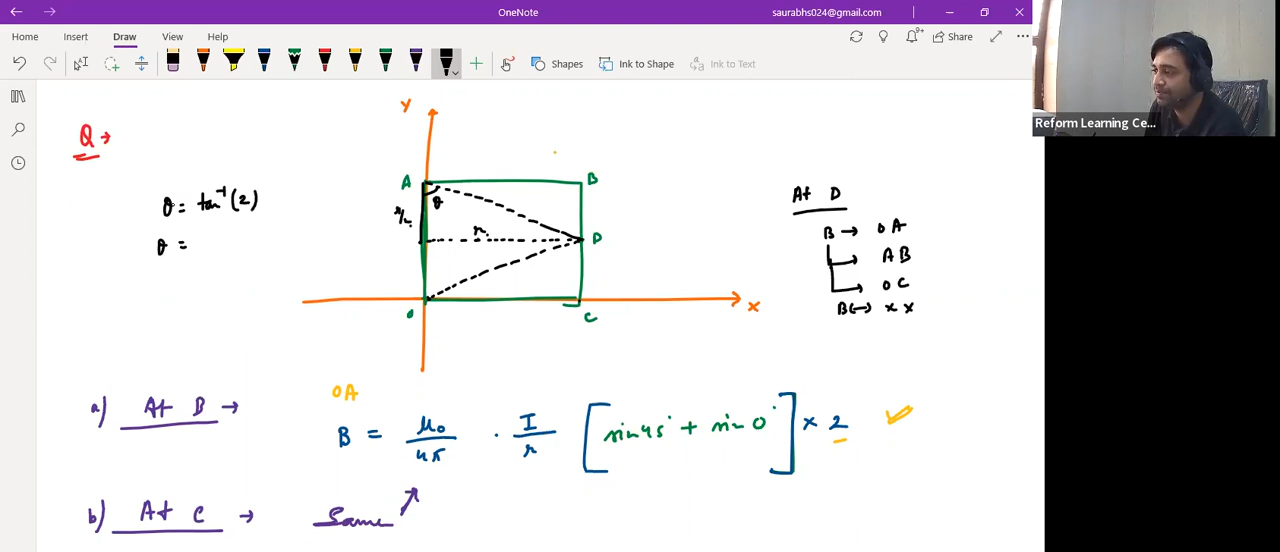 OneNote
saurabhs024@gmail.com
Home Insert Draw View Help
Share
Shapes
Ink to Shape
Ink to Text
Reform Learning Ce...
Q→
Y
A
B
θ
r/2
r
D
O
C
X
θ = tan⁻¹(2)
θ =
At D
B → OA
→ AB
→ OC
BC → x x
a) At B →
OA
B = μ₀/4π · I/r [sin45° + sin0°] × 2
b) At C → Same